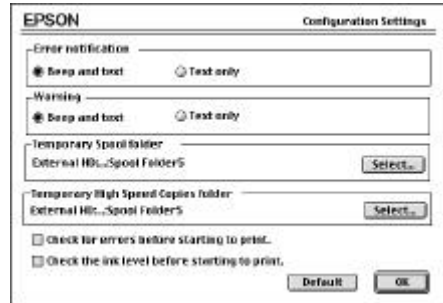 EPSON Configuration Settings
Error notification
Beep and text Text only
Warning
Beep and text Text only
Temporary Spool folder
External HD:...:Spool Folder5 Select...
Temporary High Speed Copies folder
External HD:...:Spool Folder5 Select...
Check for errors before starting to print.
Check the ink level before starting to print.
Default OK